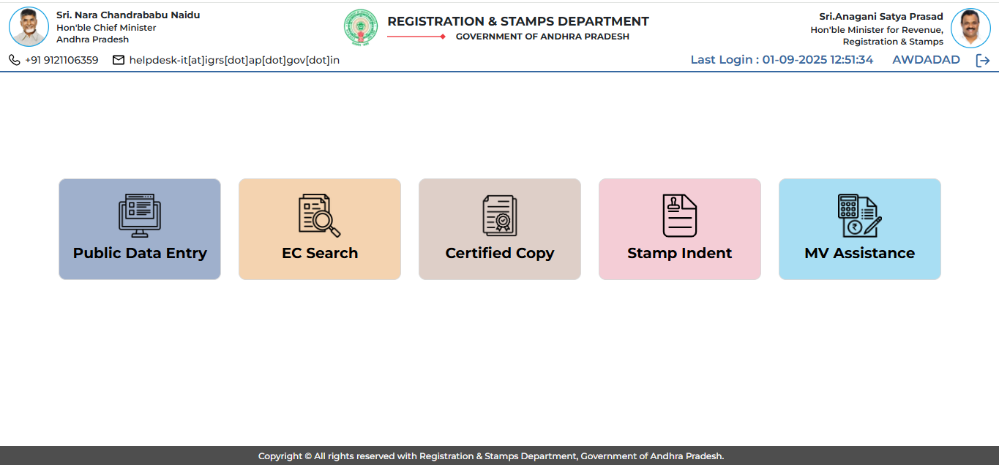 Sri. Nara Chandrababu Naidu
Hon'ble Chief Minister
Andhra Pradesh
+91 9121106359
helpdesk-it[at]igrs[dot]ap[dot]gov[dot]in
REGISTRATION & STAMPS DEPARTMENT
GOVERNMENT OF ANDHRA PRADESH
Sri.Anagani Satya Prasad
Hon'ble Minister for Revenue,
Registration & Stamps
Last Login : 01-09-2025 12:51:34
AWDADAD
Public Data Entry
EC Search
Certified Copy
Stamp Indent
MV Assistance
Copyright © All rights reserved with Registration & Stamps Department, Government of Andhra Pradesh.